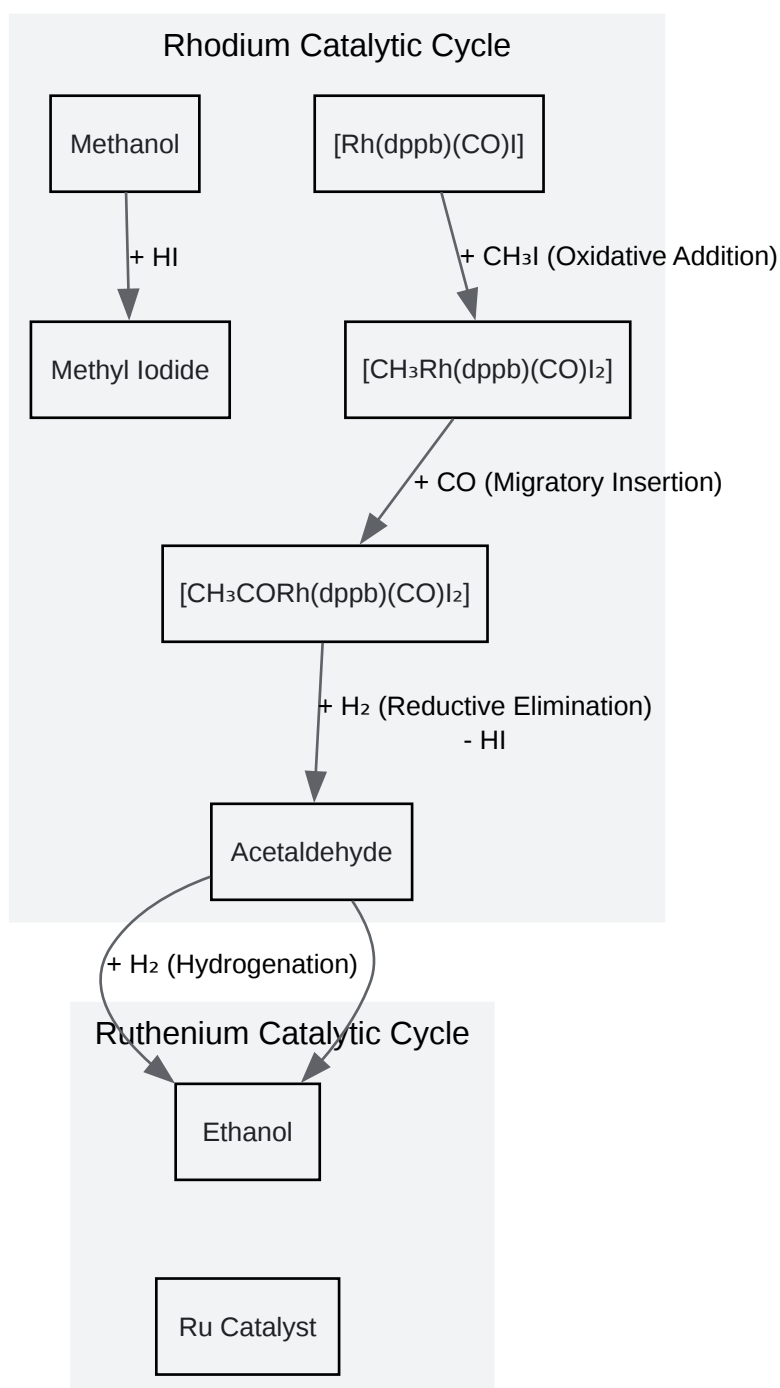 Rhodium Catalytic Cycle
Methanol
[Rh(dppb)(CO)I]
+ HI
+ CH₃I (Oxidative Addition)
Methyl Iodide
[CH₃Rh(dppb)(CO)I₂]
+ CO (Migratory Insertion)
[CH₃CORh(dppb)(CO)I₂]
+ H₂ (Reductive Elimination)
- HI
Acetaldehyde
+ H₂ (Hydrogenation)
Ruthenium Catalytic Cycle
Ethanol
Ru Catalyst